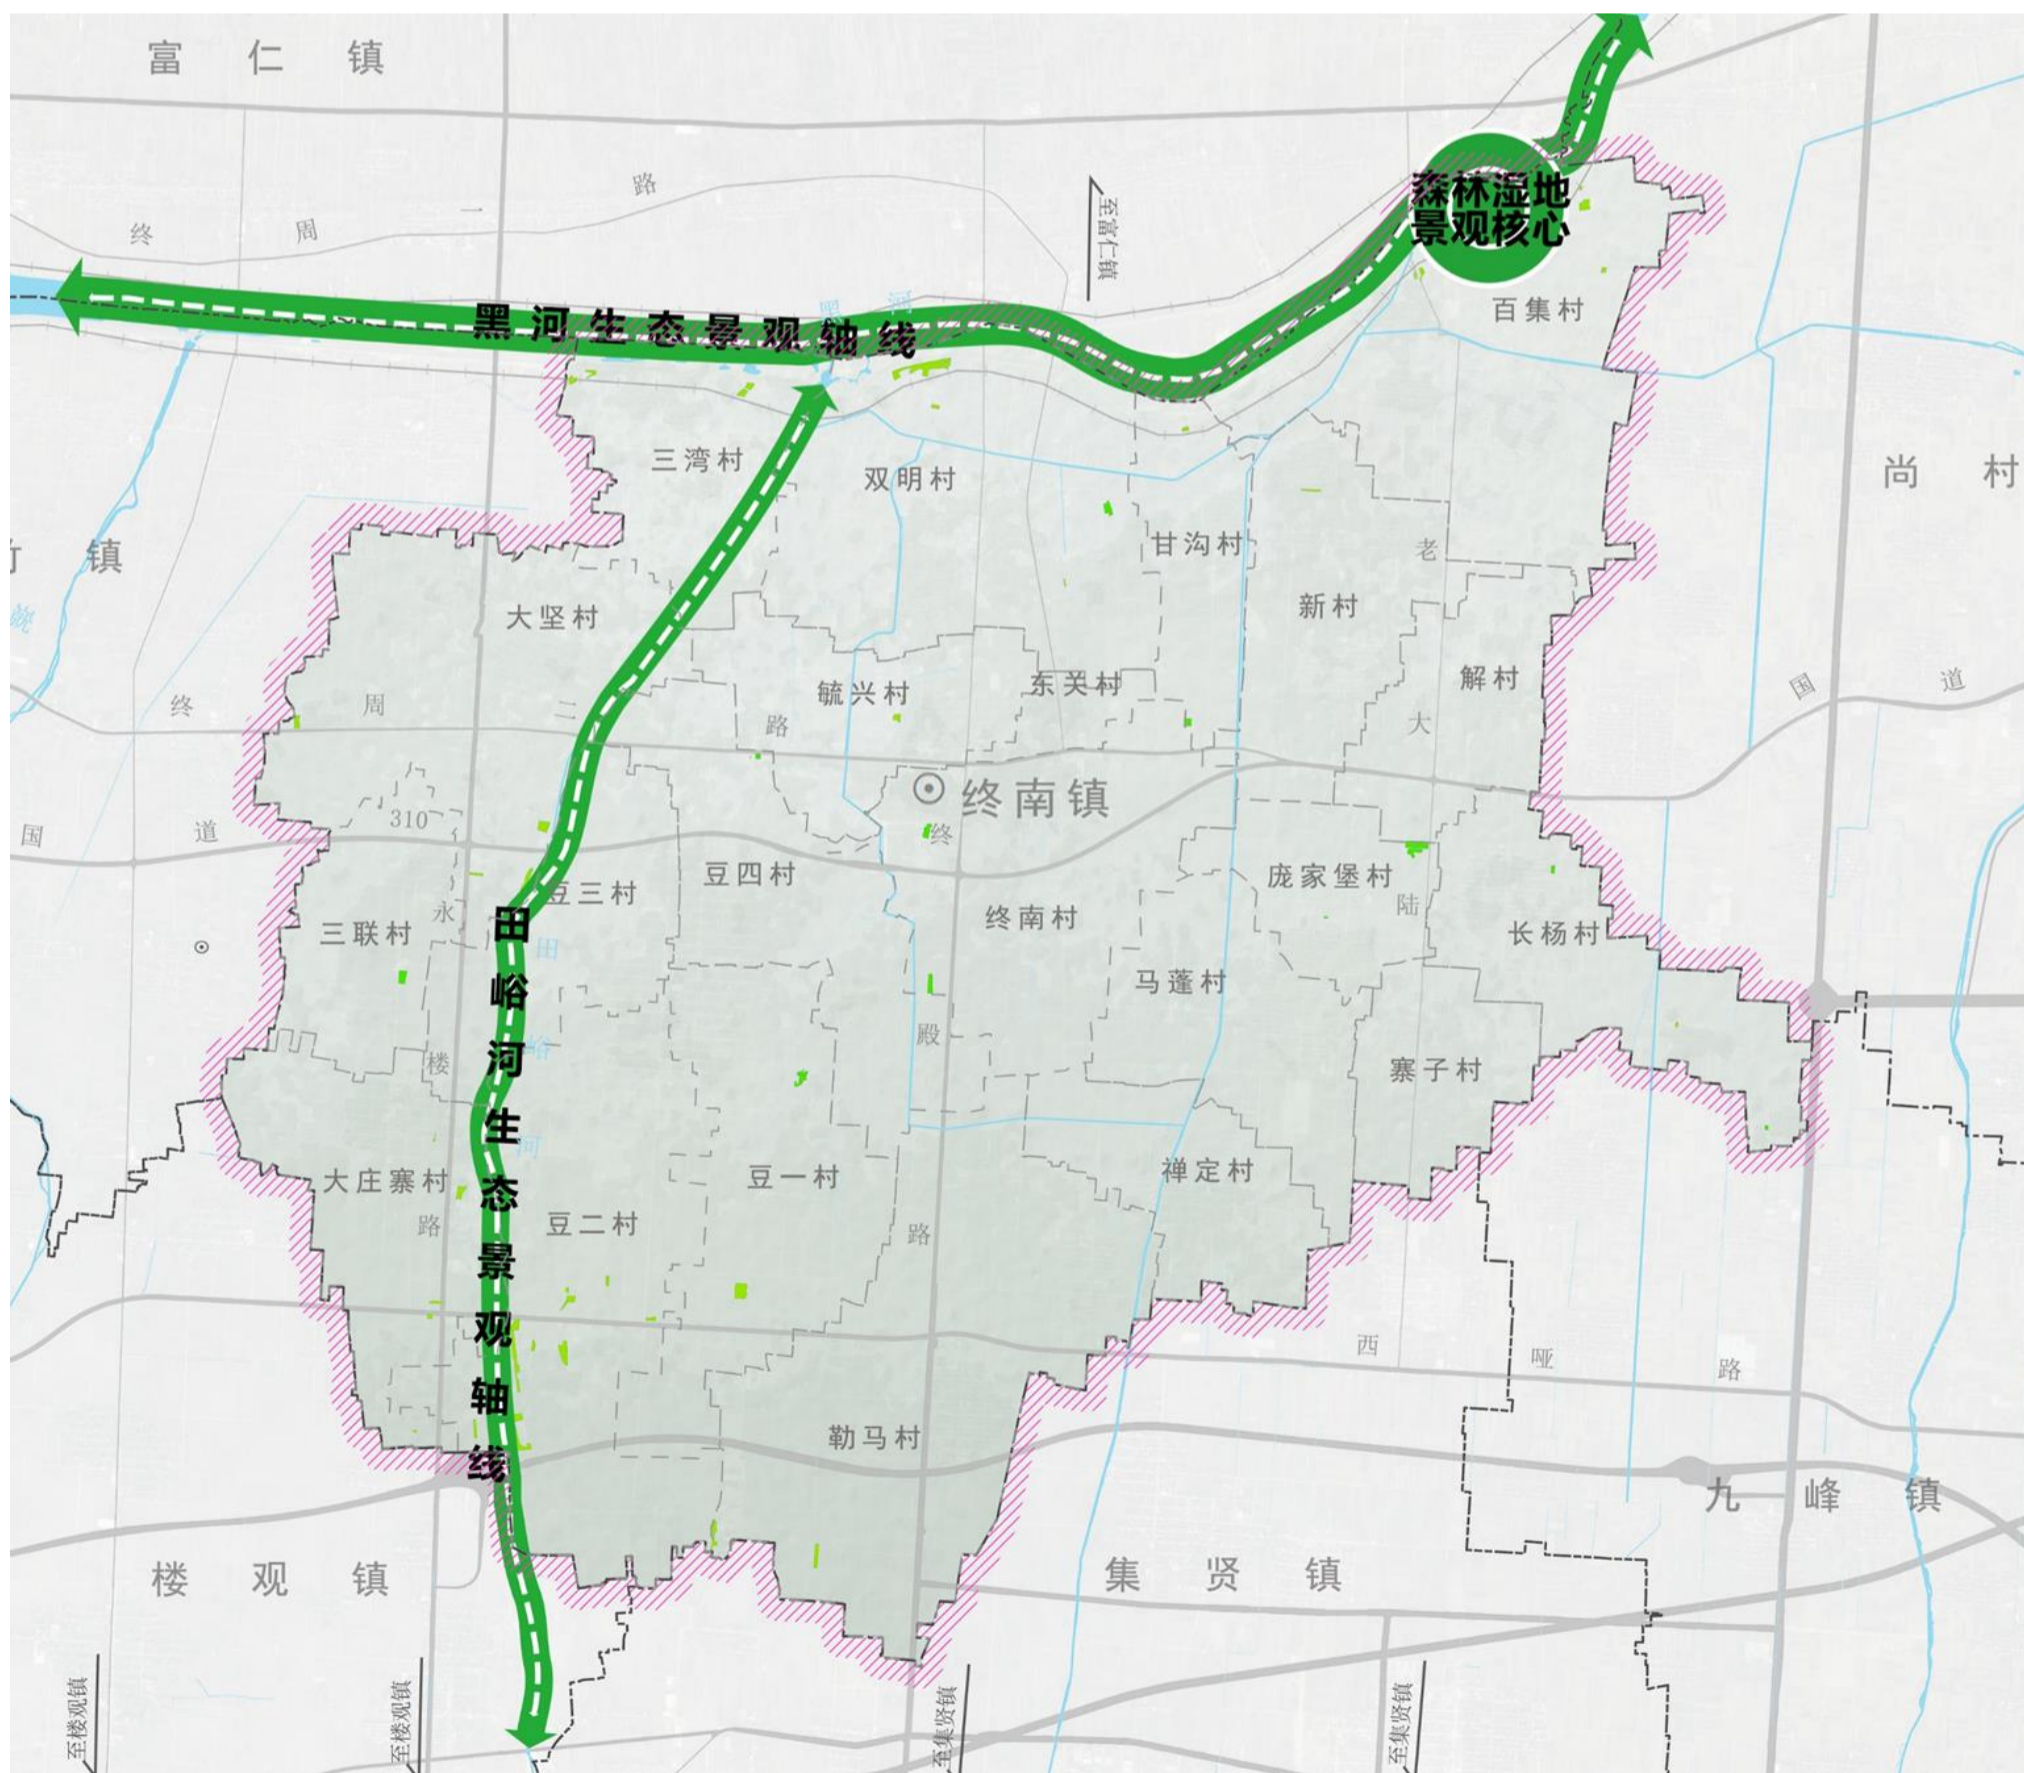 富仁镇
终周一路
至富仁镇
森林湿地
景观核心
百集村
黑河
黑河生态景观轴线
三湾村
双明村
尚村
甘沟村
镇
大坚村
新村
解村
毓兴村
东关村
终周二路
国道
老大陆
310
国道
终南镇
豆三村
豆四村
终南村
庞家堡村
长杨村
三联村
马蓬村
永楼路
田峪河
田峪河生态景观轴线
终殿路
寨子村
大庄寨村
豆二村
豆一村
禅定村
西哑路
勒马村
九峰镇
楼观镇
集贤镇
至楼观镇
至楼观镇
至集贤镇
至集贤镇